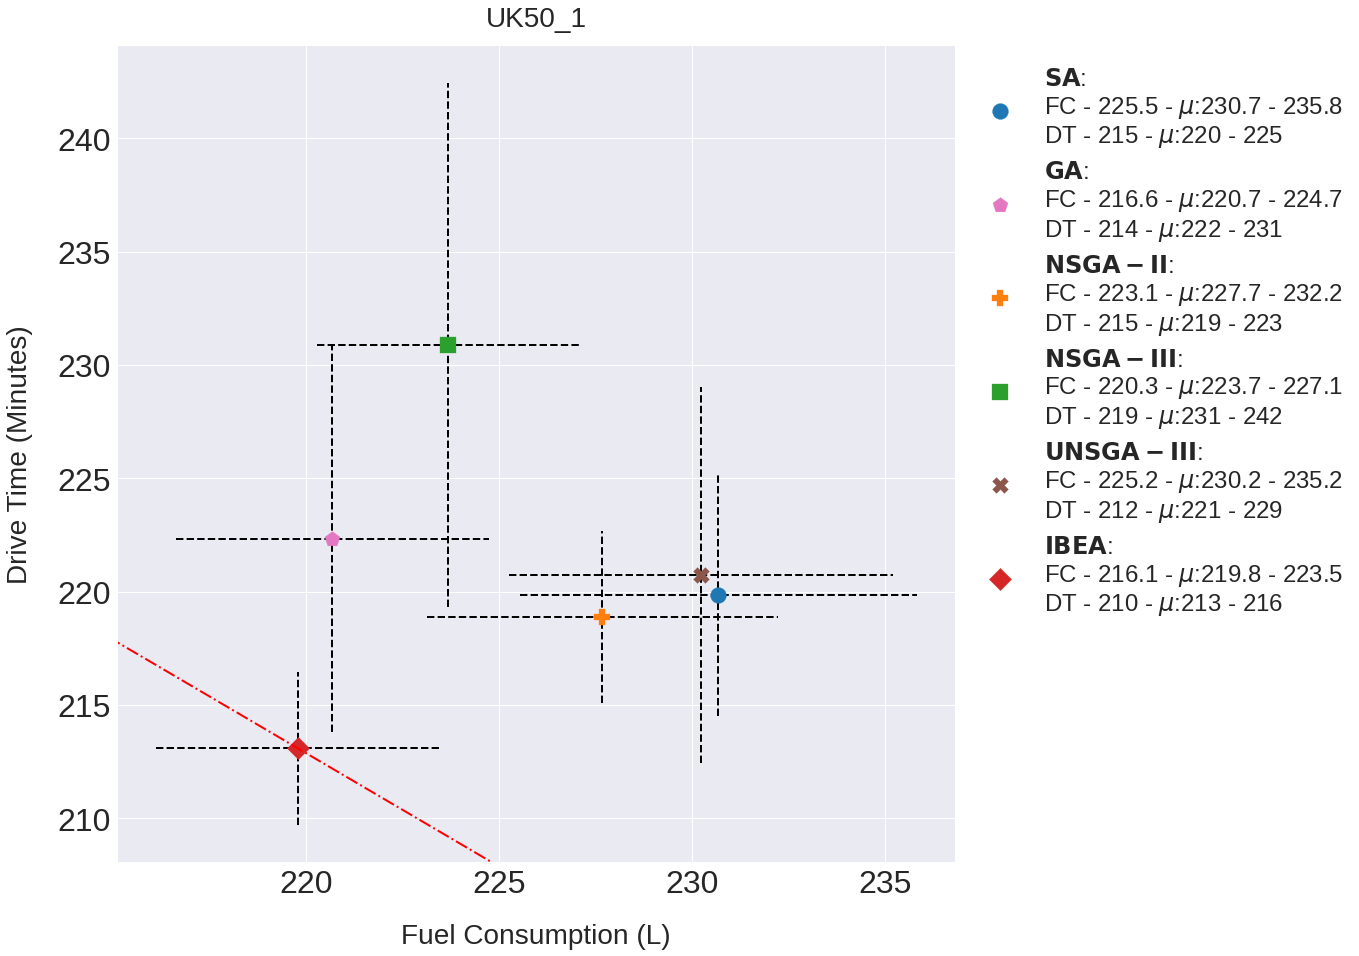 UK50_1
240
235
230
225
220
215
210
Drive Time (Minutes)
220
225
230
235
Fuel Consumption (L)
SA:
FC - 225.5 - μ:230.7 - 235.8
DT - 215 - μ:220 - 225
GA:
FC - 216.6 - μ:220.7 - 224.7
DT - 214 - μ:222 - 231
NSGA − II:
FC - 223.1 - μ:227.7 - 232.2
DT - 215 - μ:219 - 223
NSGA − III:
FC - 220.3 - μ:223.7 - 227.1
DT - 219 - μ:231 - 242
UNSGA − III:
FC - 225.2 - μ:230.2 - 235.2
DT - 212 - μ:221 - 229
IBEA:
FC - 216.1 - μ:219.8 - 223.5
DT - 210 - μ:213 - 216